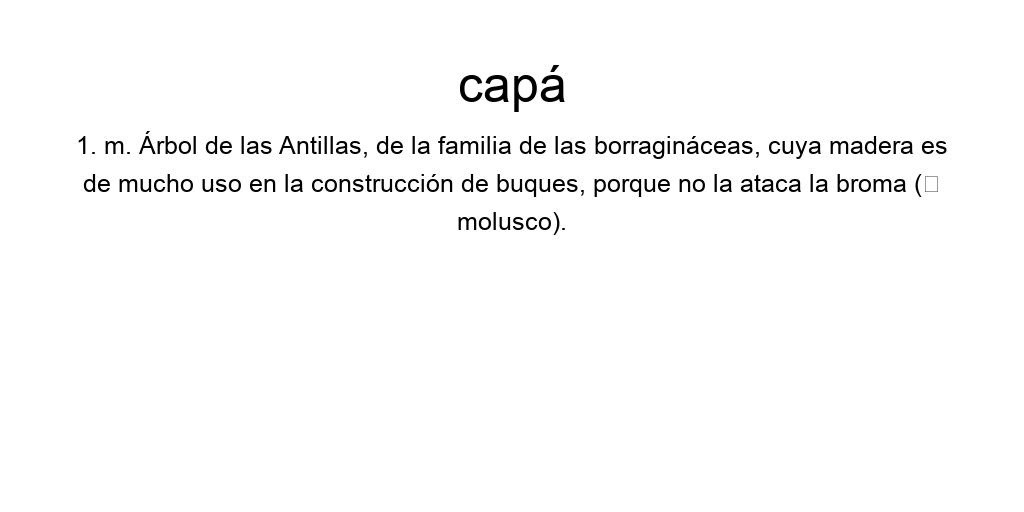 capá
1. m. Árbol de las Antillas, de la familia de las borragináceas, cuya madera es
de mucho uso en la construcción de buques, porque no la ataca la broma (□
molusco).